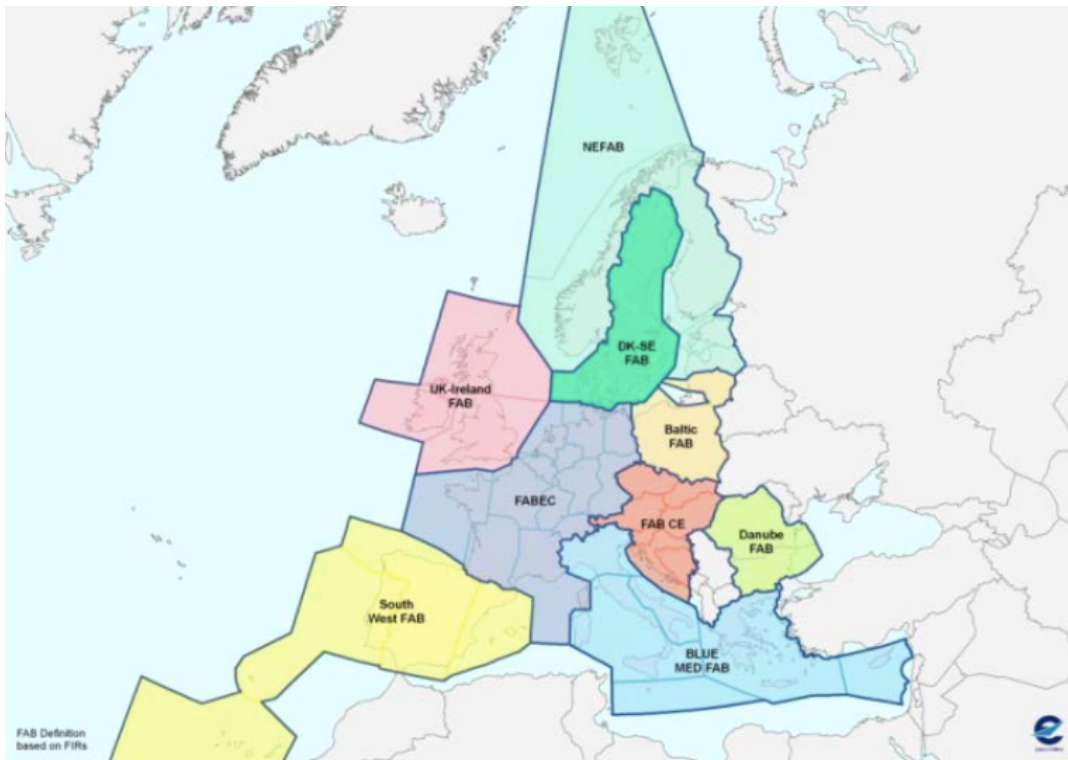 NEFAB
DK-SE
FAB
UK-Ireland
FAB
Baltic
FAB
FABEC
FAB CE
Danube
FAB
South
West FAB
BLUE
MED FAB
FAB Definition
based on FIRs